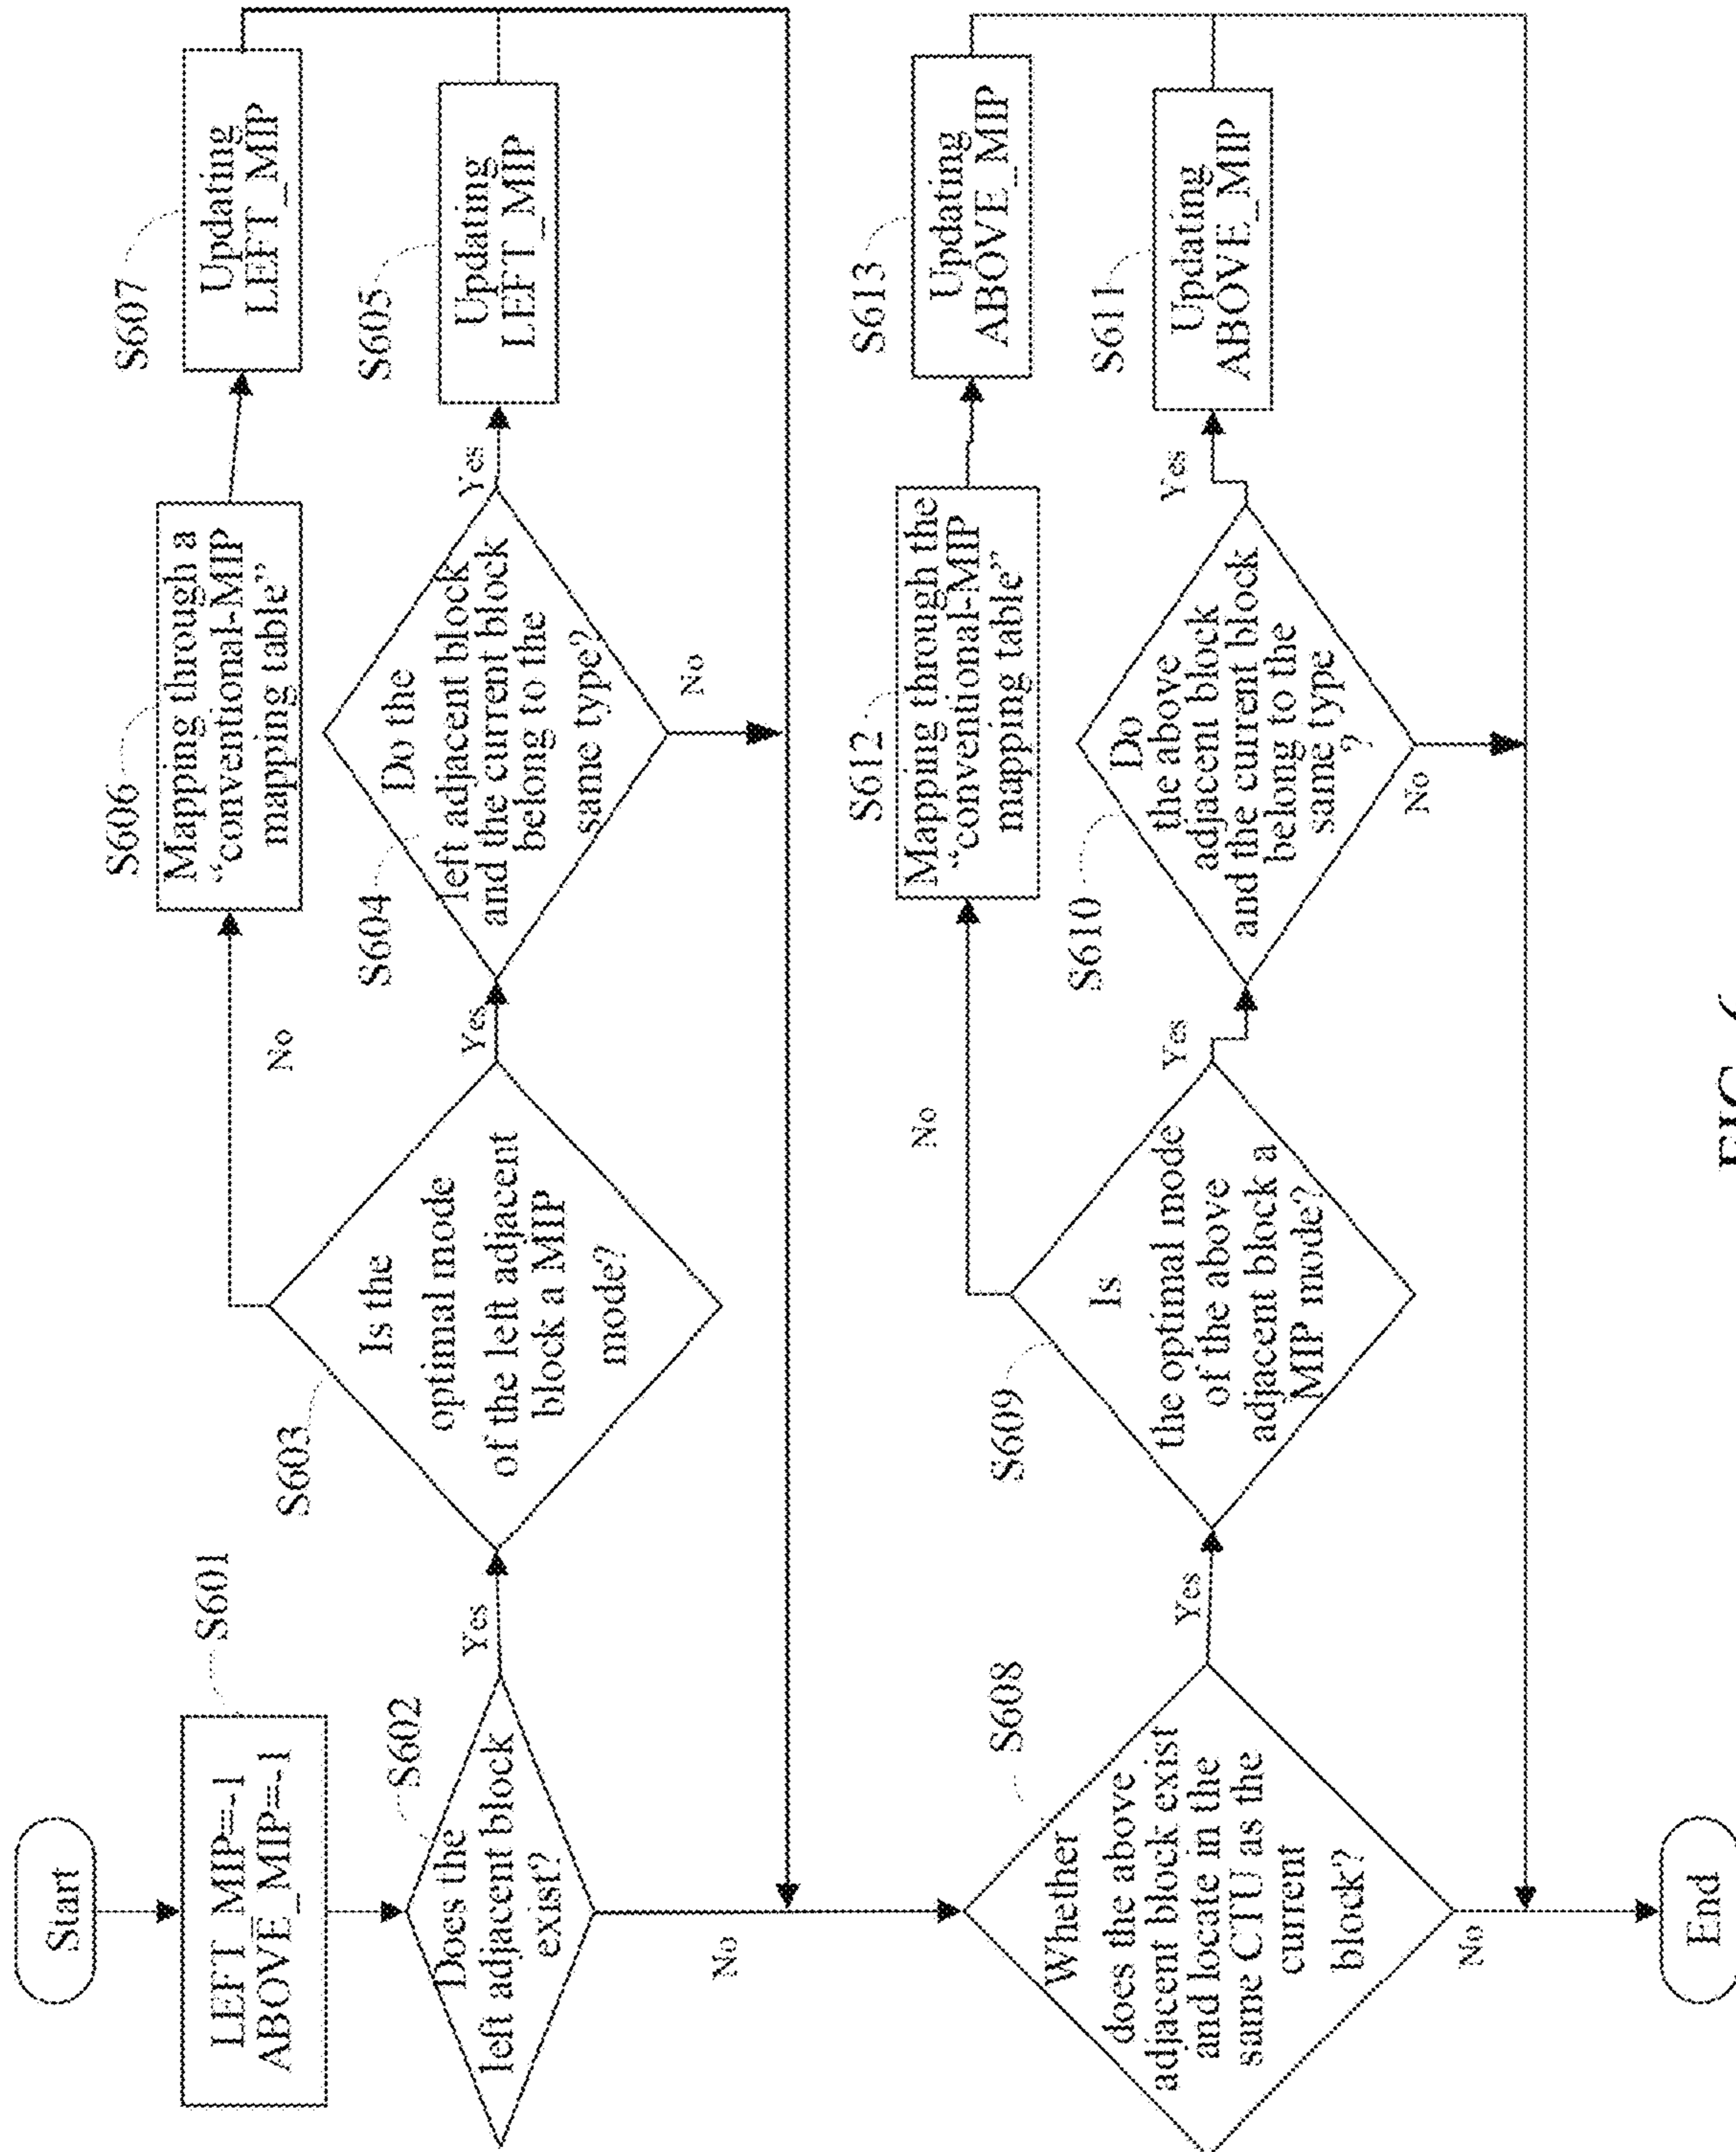 Start
LEFT_MIP=-1
ABOVE_MIP=-1
S601
Does the
left adjacent block
exist?
S602
Yes
No
Is the
optimal mode
of the left adjacent
block a MIP
mode?
S603
Yes
No
Do the
left adjacent block
and the current block
belong to the
same type?
S604
Yes
No
Updating
LEFT_MIP
S605
Mapping through a
“conventional-MIP
mapping table”
S606
Updating
LEFT_MIP
S607
Whether
does the above
adjacent block exist
and locate in the
same CTU as the
current
block?
S608
Yes
No
Is
the optimal mode
of the above
adjacent block a
MIP mode?
S609
Yes
No
Do
the above
adjacent block
and the current block
belong to the
same type
?
S610
Yes
No
Updating
ABOVE_MIP
S611
Mapping through the
“conventional-MIP
mapping table”
S612
Updating
ABOVE_MIP
S613
End
FIG.